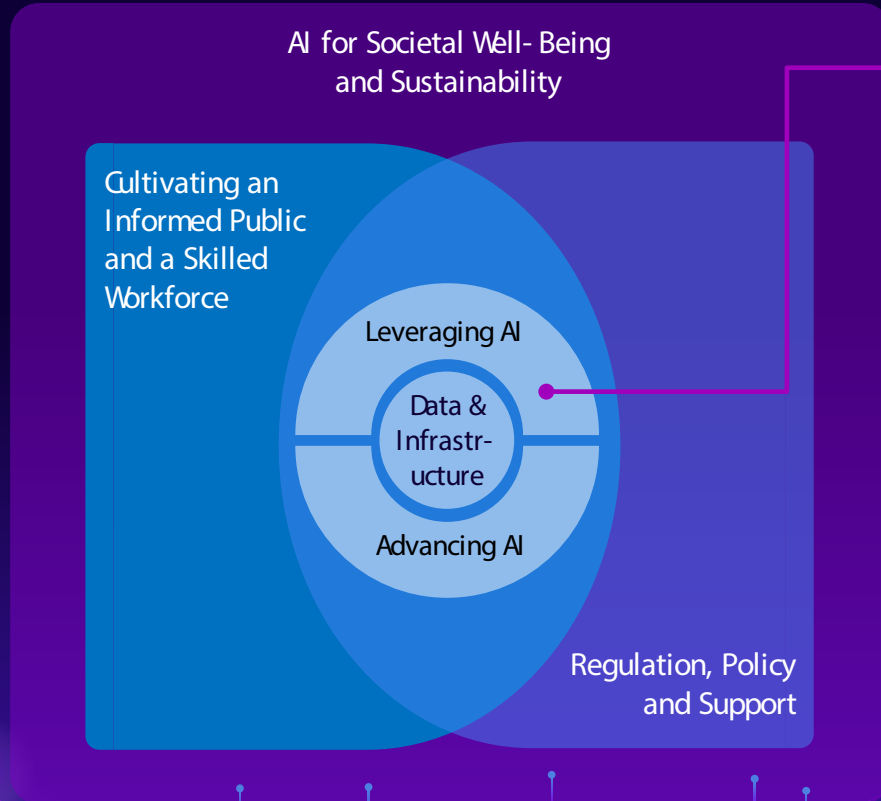 AI for Societal Well- Being
and Sustainability
Cultivating an
Informed Public
and a Skilled
Workforce
Leveraging AI
Data &
Infrastr-
ucture
Advancing AI
Regulation, Policy
and Support